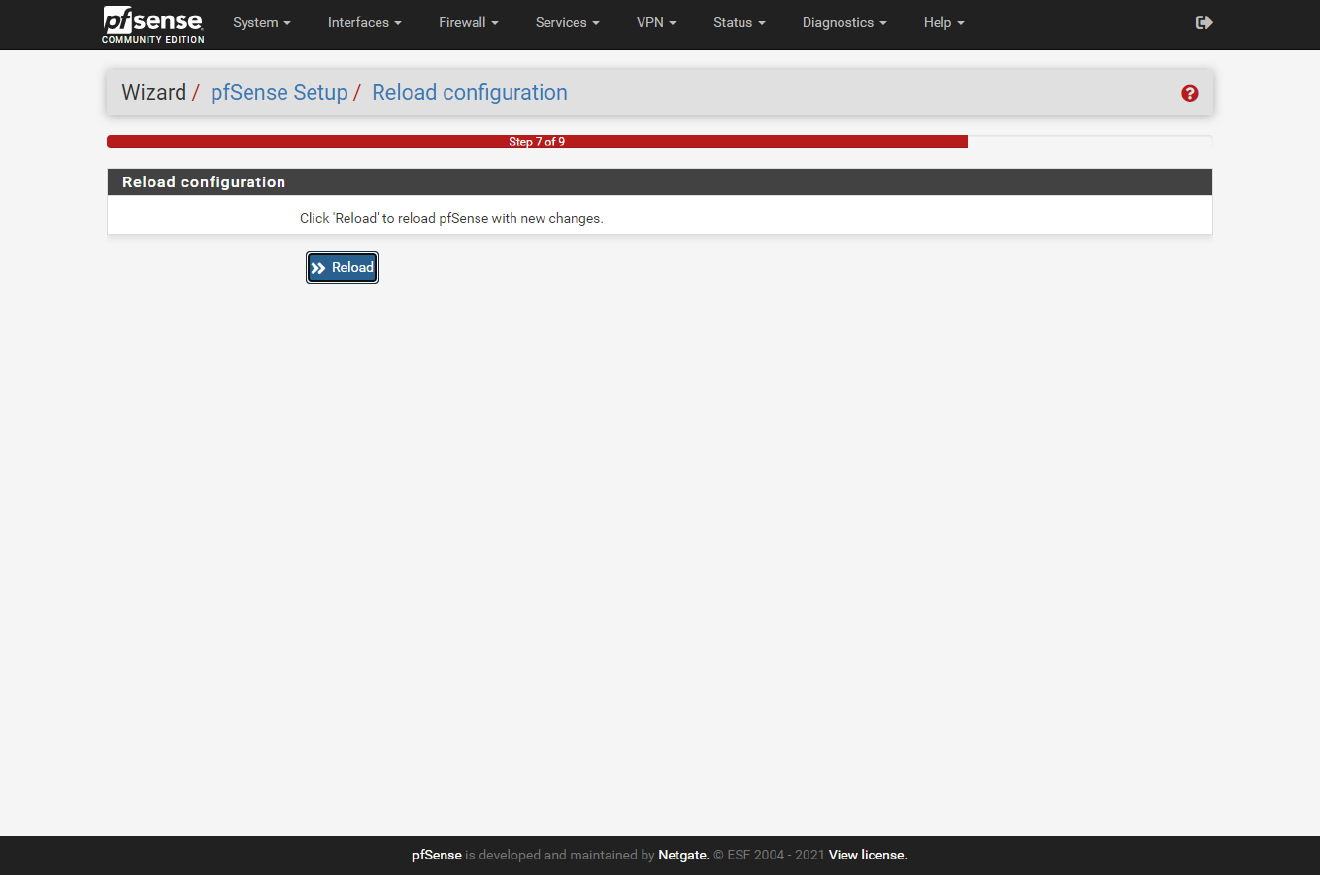 pfsense
COMMUNITY EDITION
System Interfaces Firewall Services VPN Status Diagnostics Help
Wizard / pfSense Setup / Reload configuration
Step 7 of 9
Reload configuration
Click 'Reload' to reload pfSense with new changes.
Reload
pfSense is developed and maintained by Netgate. © ESF 2004 - 2021 View license.